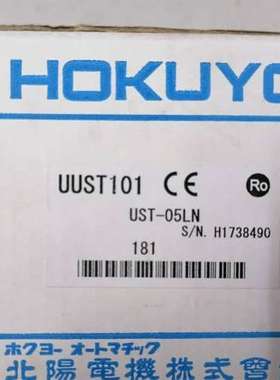 HOKUYO
UUST101 CE Ro
UST-05LN
S/N. H1738490
181
ホクヨー オートマチック
北陽電機株式會